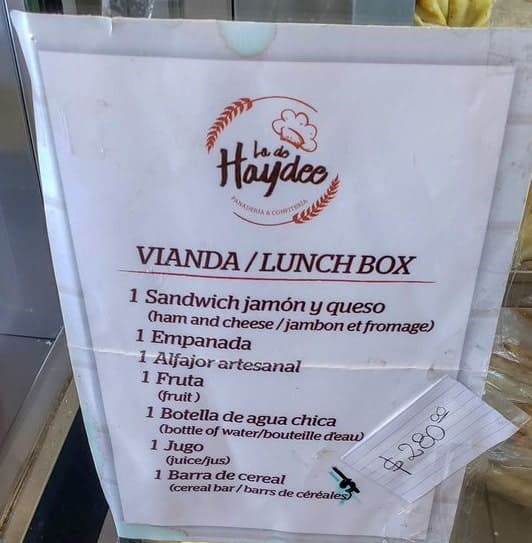 La de
Haydee
PANADERÍA & CONFITERÍA
VIANDA / LUNCH BOX
1 Sandwich jamón y queso
(ham and cheese / jambon et fromage)
1 Empanada
1 Alfajor artesanal
1 Fruta
(fruit )
1 Botella de agua chica
(bottle of water/bouteille d'eau)
1 Jugo
(juice/jus)
1 Barra de cereal
(cereal bar / barrs de céréales)
$280.00